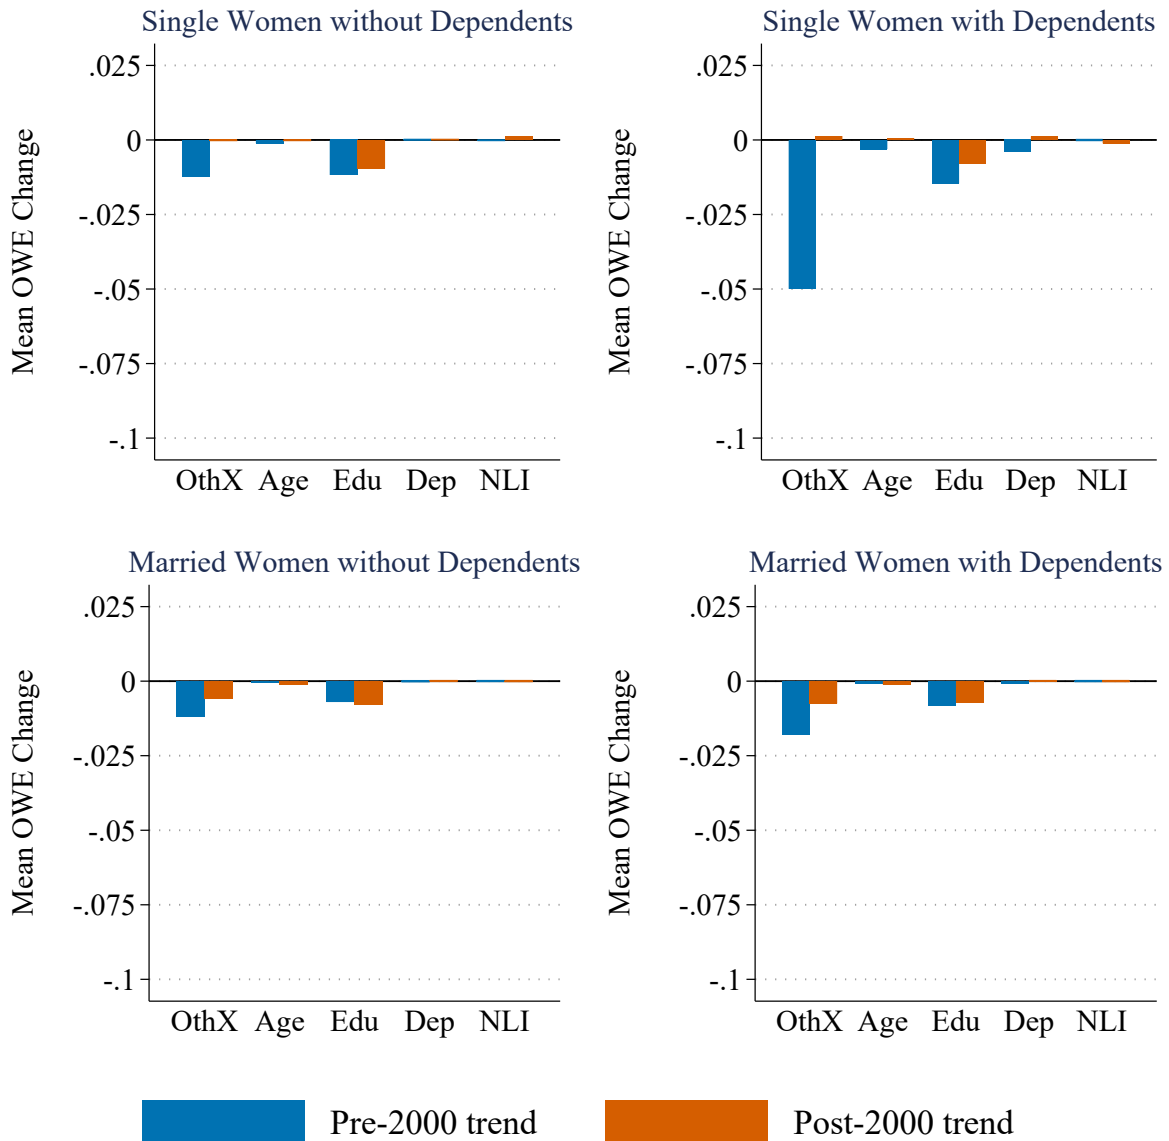 Single Women without Dependents
Mean OWE Change
.025
0
-.025
-.05
-.075
-.1
OthX Age Edu Dep NLI
Single Women with Dependents
Mean OWE Change
.025
0
-.025
-.05
-.075
-.1
OthX Age Edu Dep NLI
Married Women without Dependents
Mean OWE Change
.025
0
-.025
-.05
-.075
-.1
OthX Age Edu Dep NLI
Married Women with Dependents
Mean OWE Change
.025
0
-.025
-.05
-.075
-.1
OthX Age Edu Dep NLI
Pre-2000 trend
Post-2000 trend